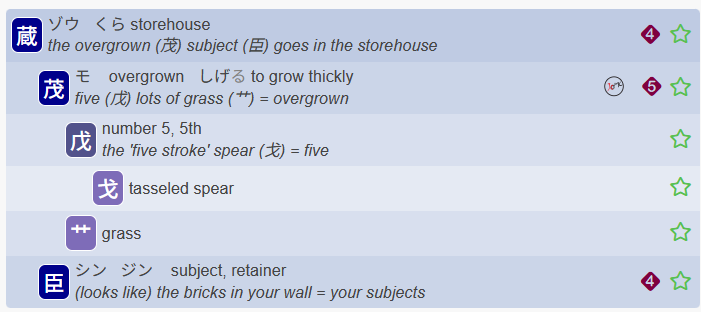 蔵 ゾウ くら storehouse
the overgrown (茂) subject (臣) goes in the storehouse
4
茂 モ overgrown しげる to grow thickly
five (戊) lots of grass (艹) = overgrown
5
戊 number 5, 5th
the 'five stroke' spear (戈) = five
戈 tasseled spear
艹 grass
臣 シン ジン subject, retainer
(looks like) the bricks in your wall = your subjects
4